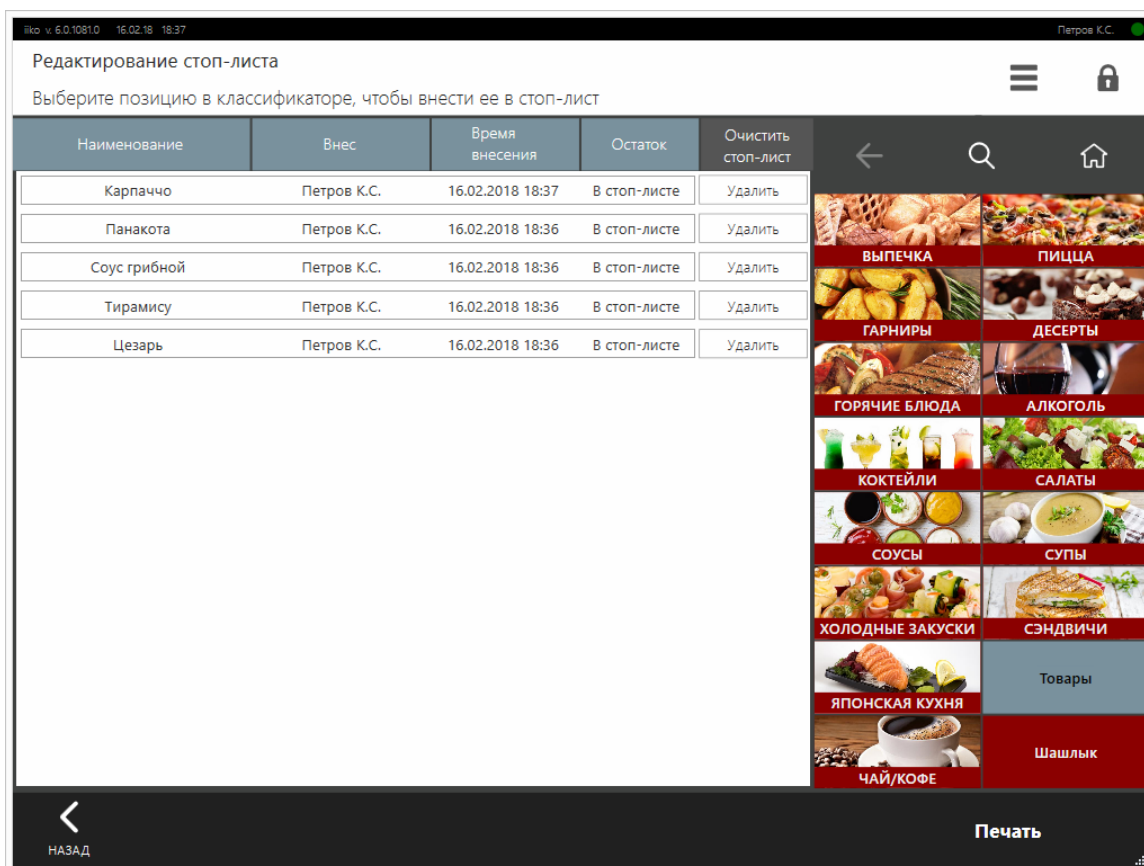 iiko v. 6.0.1081.0 16.02.18 18:37 Петров К.С.
Редактирование стоп-листа
Выберите позицию в классификаторе, чтобы внести ее в стоп-лист
Наименование Внес Время внесения Остаток Очистить стоп-лист
Карпаччо Петров К.С. 16.02.2018 18:37 В стоп-листе Удалить
Панакота Петров К.С. 16.02.2018 18:36 В стоп-листе Удалить
Соус грибной Петров К.С. 16.02.2018 18:36 В стоп-листе Удалить
Тирамису Петров К.С. 16.02.2018 18:36 В стоп-листе Удалить
Цезарь Петров К.С. 16.02.2018 18:36 В стоп-листе Удалить
ВЫПЕЧКА ПИЦЦА
ГАРНИРЫ ДЕСЕРТЫ
ГОРЯЧИЕ БЛЮДА АЛКОГОЛЬ
КОКТЕЙЛИ САЛАТЫ
СОУСЫ СУПЫ
ХОЛОДНЫЕ ЗАКУСКИ СЭНДВИЧИ
ЯПОНСКАЯ КУХНЯ Товары
ЧАЙ/КОФЕ Шашлык
НАЗАД Печать